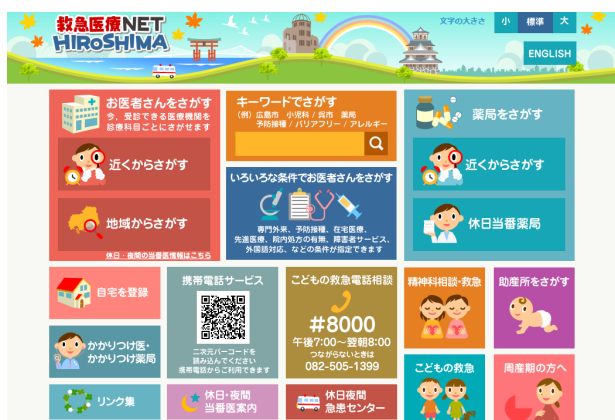 救急医療NET
HIROSHIMA
文字の大きさ 小 標準 大
ENGLISH
お医者さんをさがす
今、受診できる医療機関を
診療科目ごとにさがせます
近くからさがす
地域からさがす
休日・夜間の当番医情報はこちら
キーワードでさがす
(例) 広島市 小児科 / 呉市 薬局
予防接種 / バリアフリー / アレルギー
いろいろな条件でお医者さんをさがす
専門外来、予防接種、在宅医療、
先進医療、院内処方の有無、障害者サービス、
外国語対応、などの条件が指定できます
薬局をさがす
近くからさがす
休日当番薬局
自宅を登録
かかりつけ医・
かかりつけ薬局
リンク集
携帯電話サービス
二次元バーコードを
読み込んでください
携帯電話からご利用できます
休日・夜間
当番医案内
こどもの救急電話相談
#8000
午後7:00～翌朝8:00
つながらないときは
082-505-1399
休日夜間
急患センター
精神科相談・救急
こどもの救急
助産所をさがす
周産期の方へ